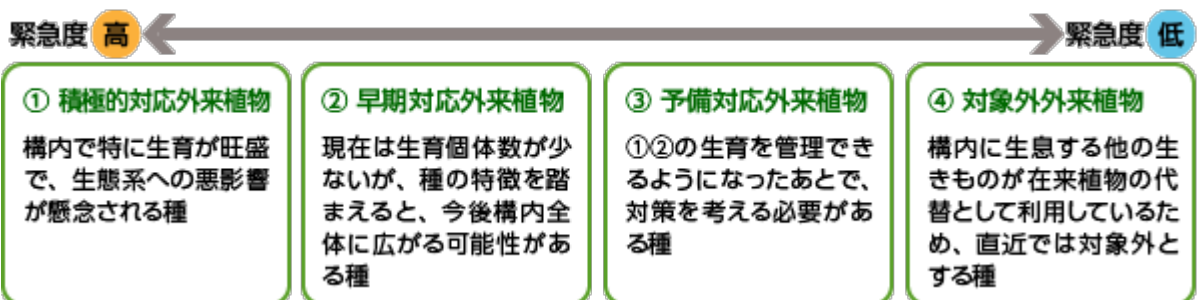 緊急度 高
緊急度 低
① 積極的対応外来植物
構内で特に生育が旺盛
で、生態系への悪影響
が懸念される種
② 早期対応外来植物
現在は生育個体数が少
ないが、種の特徴を踏
まえると、今後構内全
体に広がる可能性があ
る種
③ 予備対応外来植物
①②の生育を管理でき
るようになったあとで、
対策を考える必要があ
る種
④ 対象外外来植物
構内に生息する他の生
きものが在来植物の代
替として利用しているた
め、直近では対象外と
する種